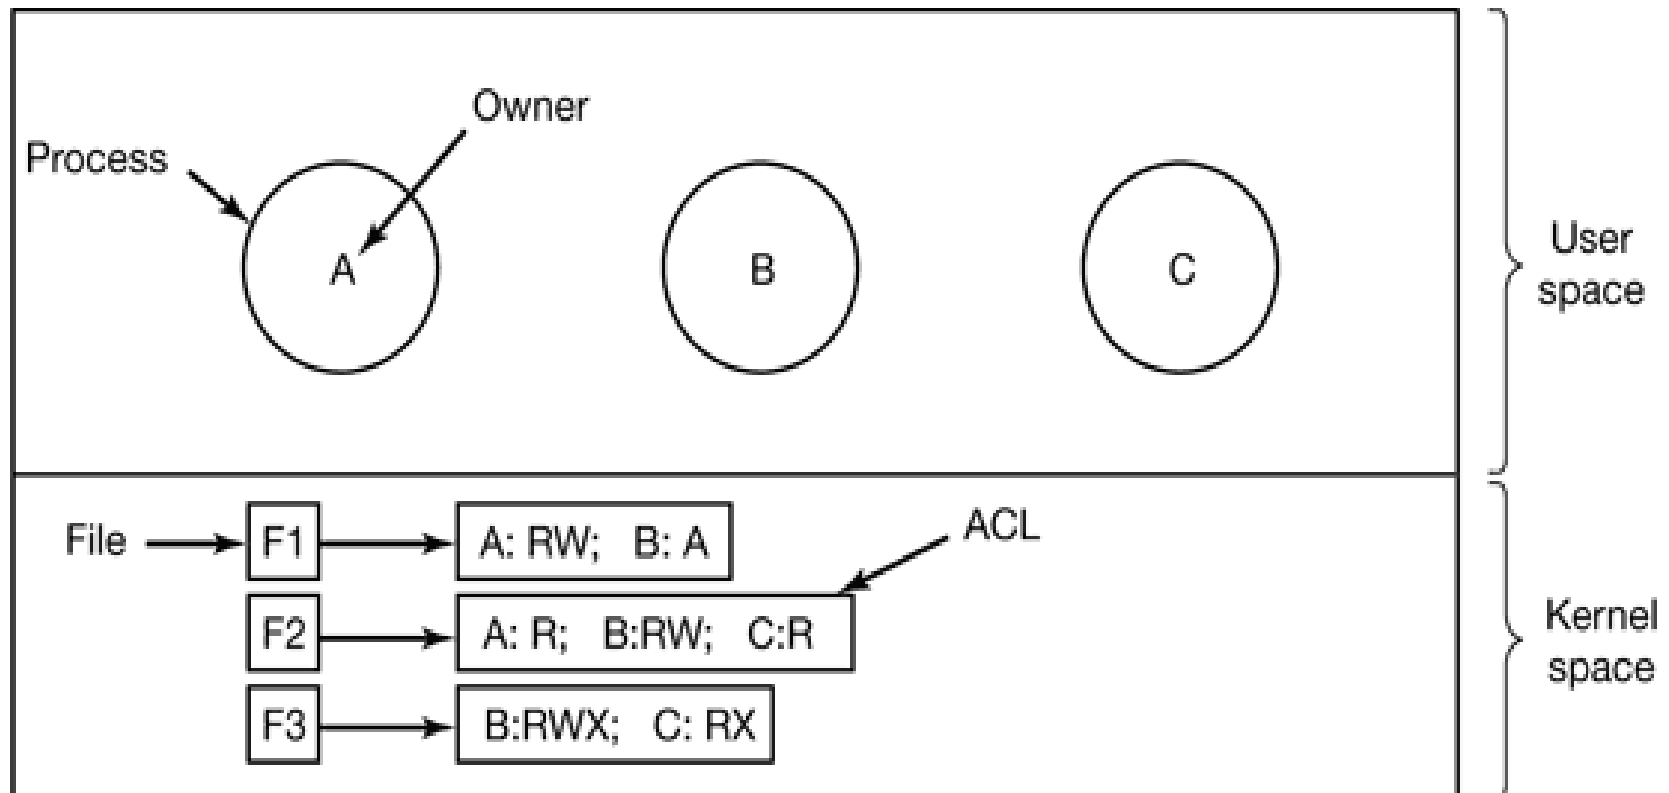 Owner
Process
A
B
C
User
space
File
F1
A: RW; B: A
ACL
F2
A: R; B:RW; C:R
F3
B:RWX; C: RX
Kernel
space